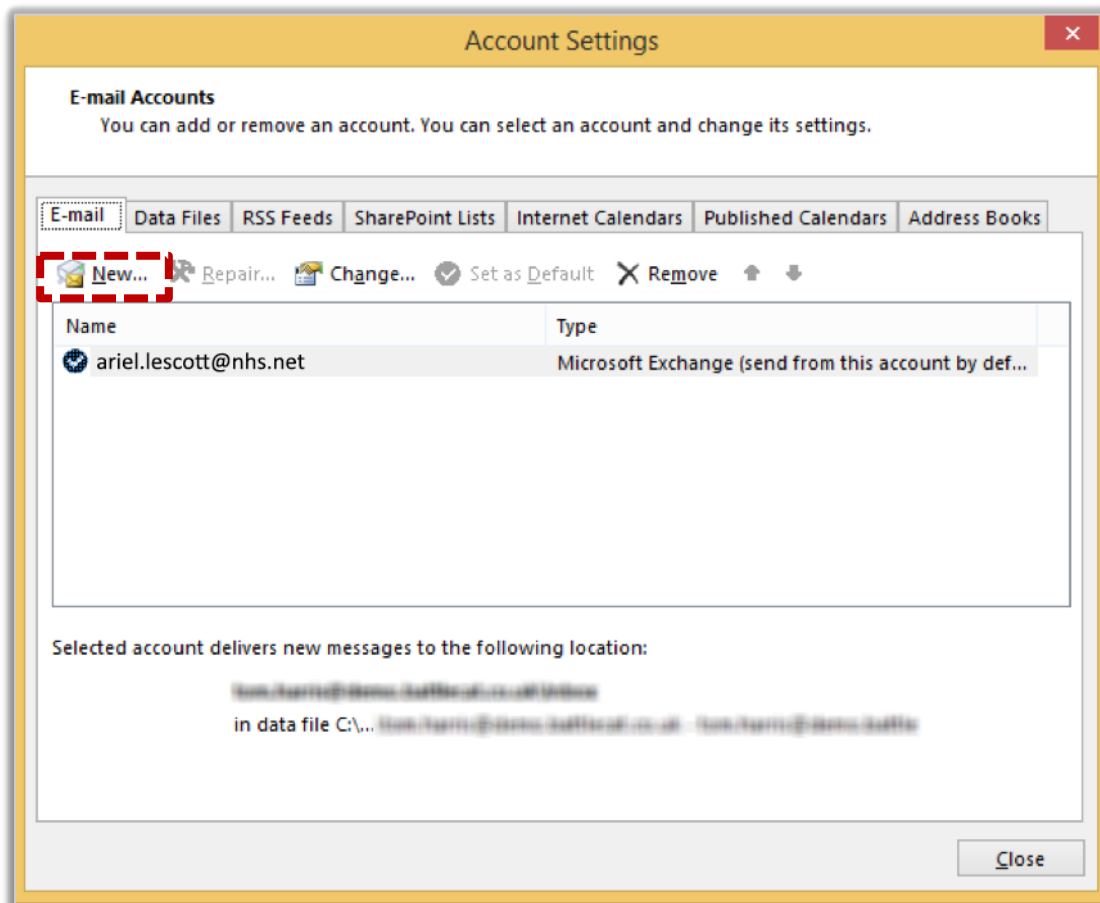 Account Settings
E-mail Accounts
You can add or remove an account. You can select an account and change its settings.
E-mail Data Files RSS Feeds SharePoint Lists Internet Calendars Published Calendars Address Books
New... Repair... Change... Set as Default Remove
Name Type
ariel.lescott@nhs.net Microsoft Exchange (send from this account by def...
Selected account delivers new messages to the following location:
in data file C:\...
Close